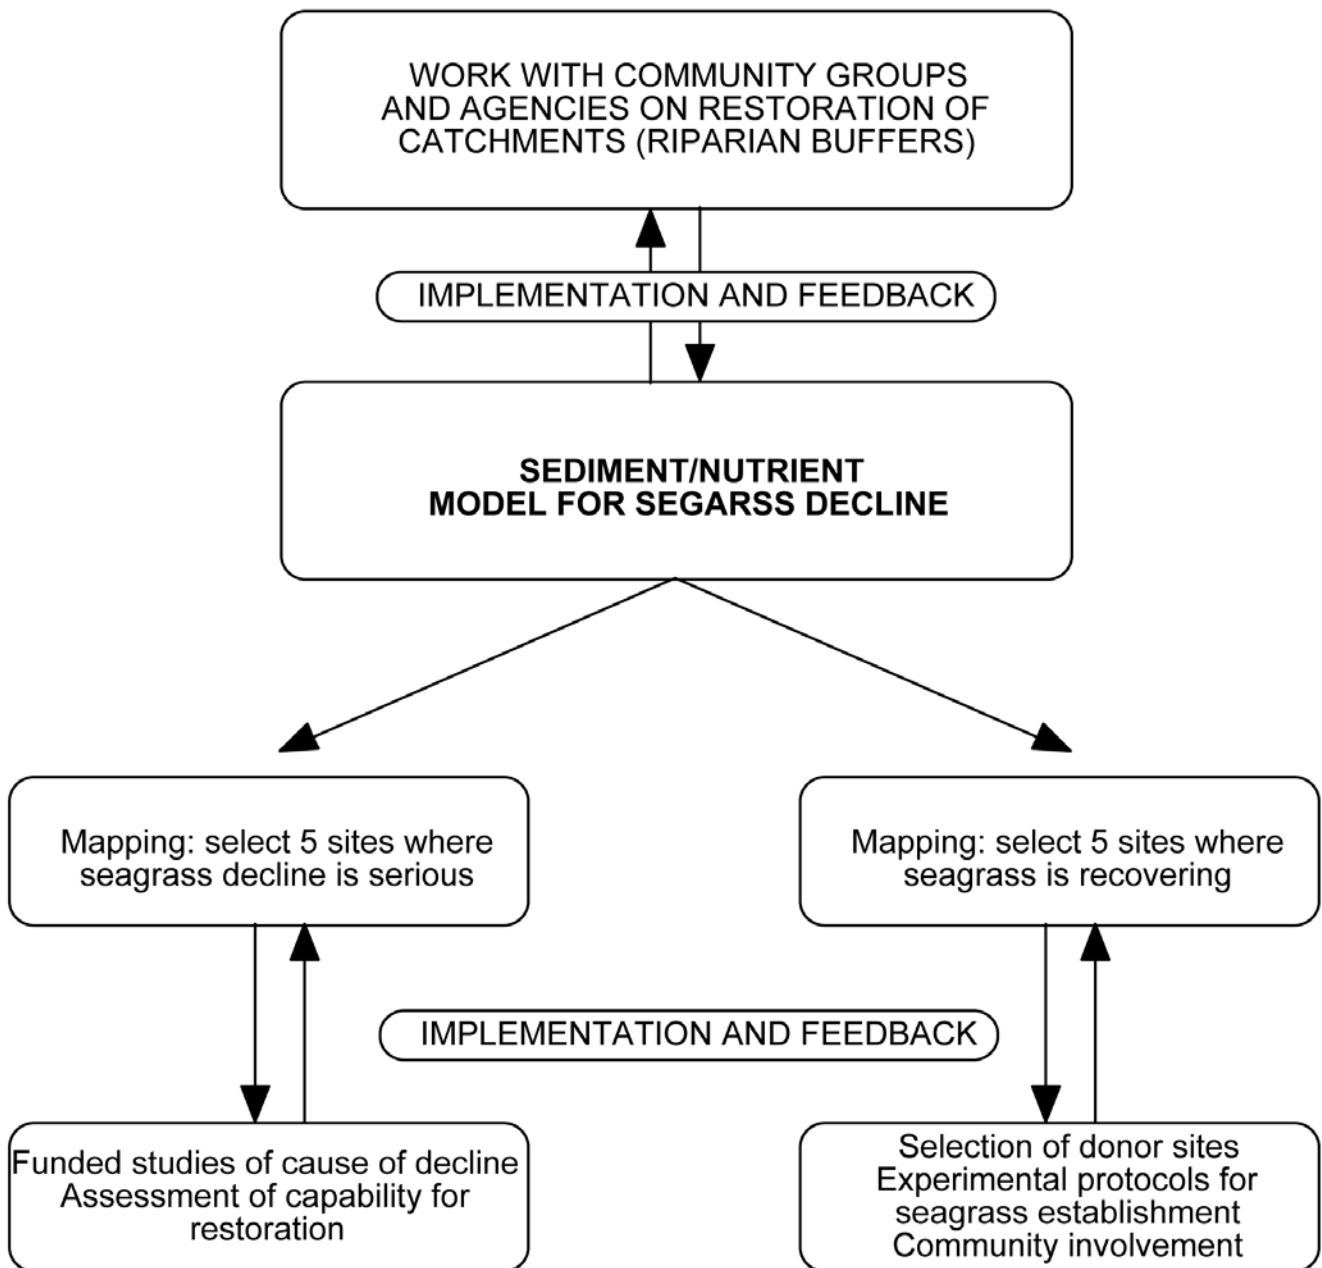 WORK WITH COMMUNITY GROUPS
AND AGENCIES ON RESTORATION OF
CATCHMENTS (RIPARIAN BUFFERS)
IMPLEMENTATION AND FEEDBACK
SEDIMENT/NUTRIENT
MODEL FOR SEGARSS DECLINE
Mapping: select 5 sites where
seagrass decline is serious
Mapping: select 5 sites where
seagrass is recovering
IMPLEMENTATION AND FEEDBACK
Funded studies of cause of decline
Assessment of capability for
restoration
Selection of donor sites
Experimental protocols for
seagrass establishment
Community involvement